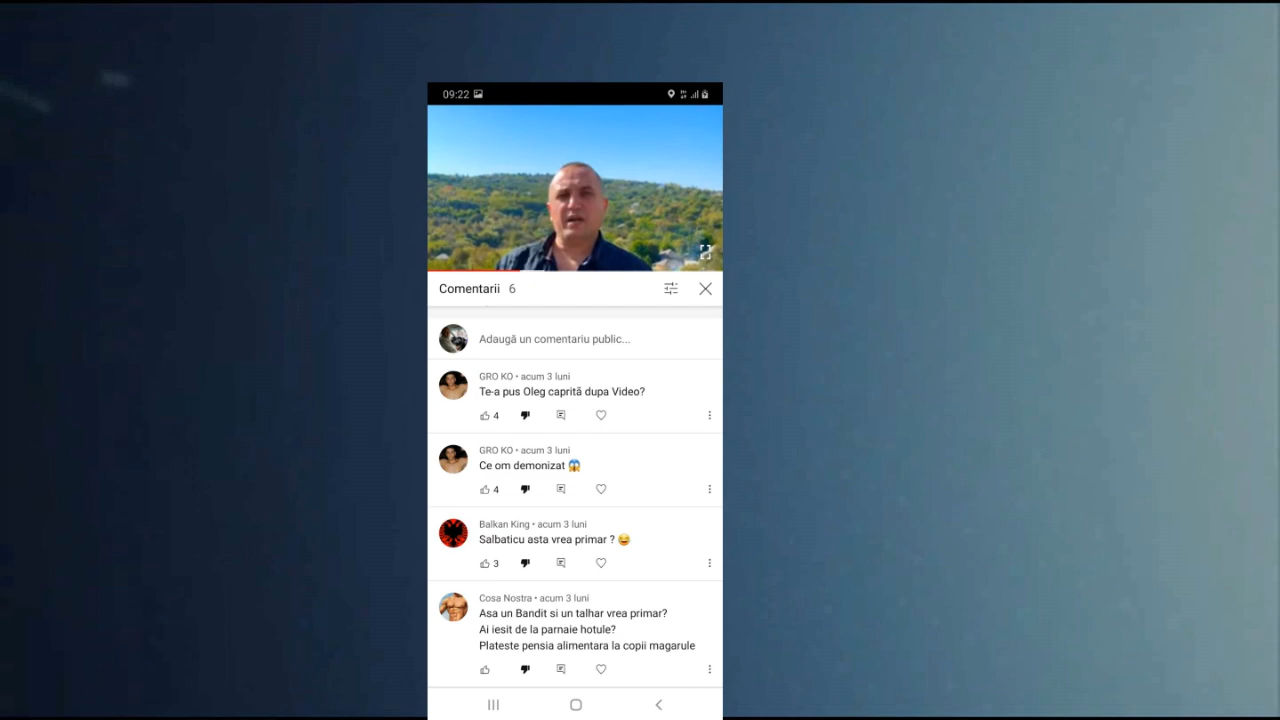 09:22
Comentarii 6
Adaugă un comentariu public...
GRO KO • acum 3 luni
Te-a pus Oleg caprită dupa Video?
4
GRO KO • acum 3 luni
Ce om demonizat 😱
4
Balkan King • acum 3 luni
Salbaticu asta vrea primar ? 😂
3
Cosa Nostra • acum 3 luni
Asa un Bandit si un talhar vrea primar?
Ai iesit de la parnaie hotule?
Plateste pensia alimentara la copii magarule